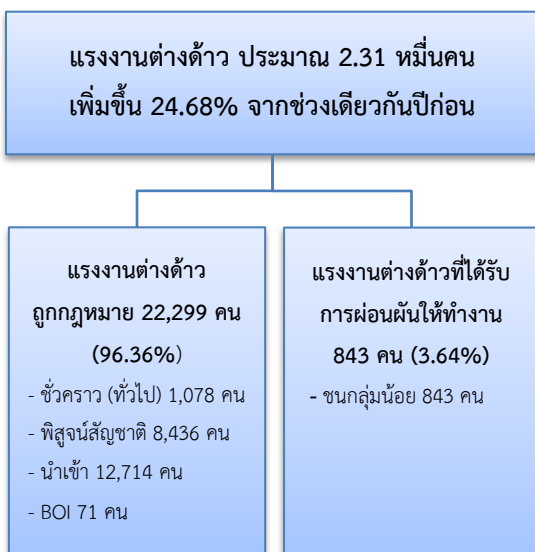 แรงงานต่างด้าว ประมาณ 2.31 หมื่นคน
เพิ่มขึ้น 24.68% จากช่วงเดียวกันปีก่อน
แรงงานต่างด้าว
ถูกกฎหมาย 22,299 คน
(96.36%)
- ชั่วคราว (ทั่วไป) 1,078 คน
- พิสูจน์สัญชาติ 8,436 คน
- นำเข้า 12,714 คน
- BOI 71 คน
แรงงานต่างด้าวที่ได้รับ
การผ่อนผันให้ทำงาน
843 คน (3.64%)
- ชนกลุ่มน้อย 843 คน